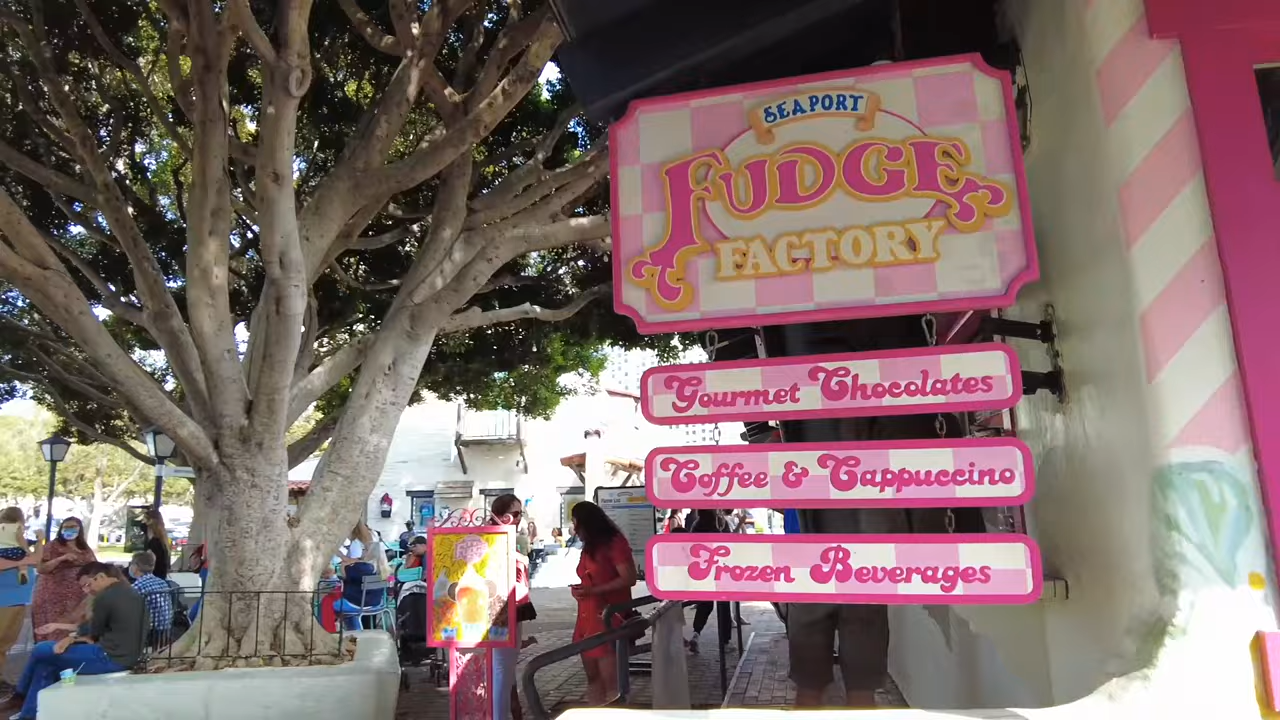 SEAPORT
FUDGE
FACTORY
Gourmet Chocolates
Coffee & Cappuccino
Frozen Beverages